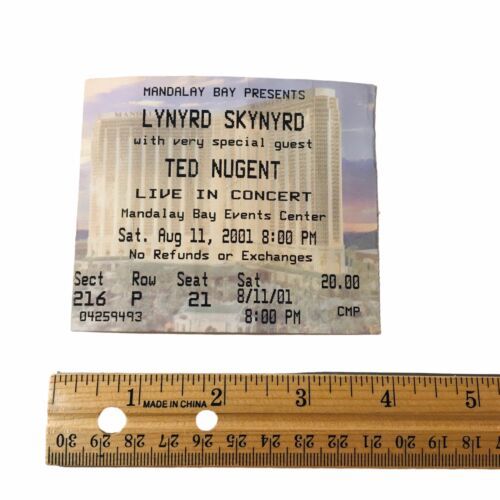 MANDALAY BAY PRESENTS
LYNYRD SKYNYRD
with very special guest
TED NUGENT
LIVE IN CONCERT
Mandalay Bay Events Center
Sat. Aug 11, 2001 8:00 PM
No Refunds or Exchanges
Sect Row Seat Sat 20.00
216 P 21 8/11/01
04259493 8:00 PM CMP
1 MADE IN CHINA 2 3 4 5
30 29 28 27 26 25 24 23 22 21 20 19 18